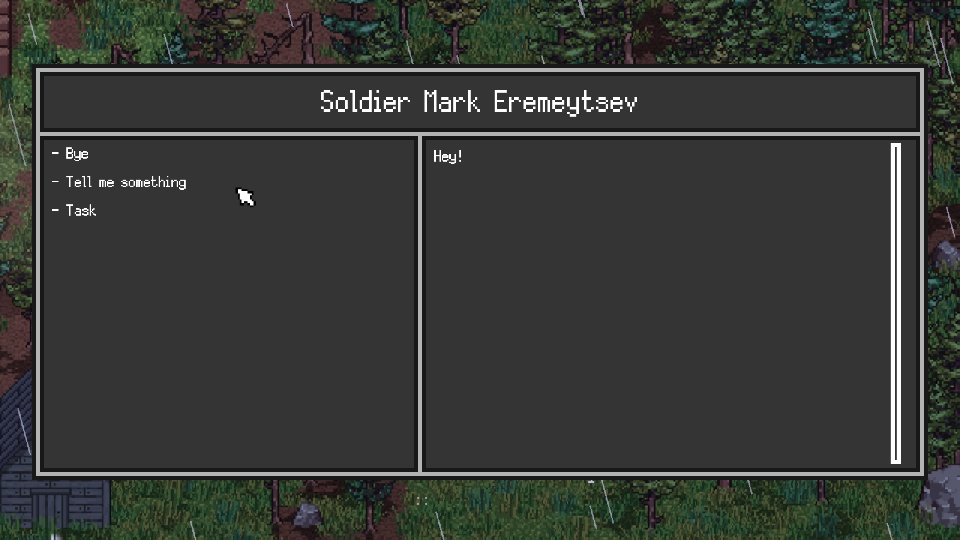 Soldier Mark Eremeytsev
- Bye
- Tell me something
- Task
Hey!